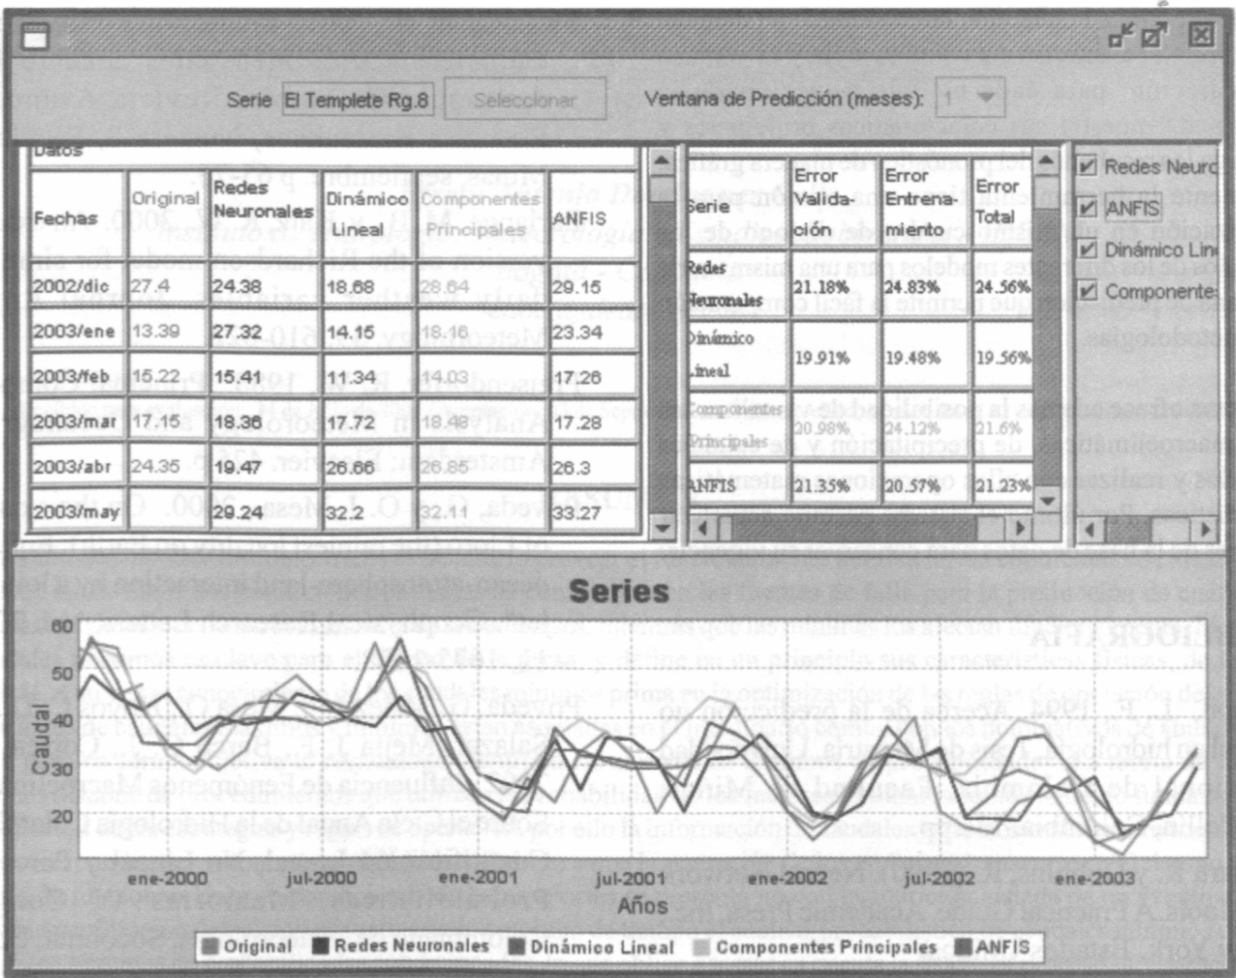 Serie El Templete Rg.8 Seleccionar Ventana de Predicción (meses): 1
Datos
Fechas Original Redes Neuronales Dinámico Lineal Componentes Principales ANFIS
2002/dic 27.4 24.38 18.68 28.64 29.15
2003/ene 13.39 27.32 14.15 18.16 23.34
2003/feb 15.22 15.41 11.34 14.03 17.26
2003/mar 17.15 18.36 17.72 18.48 17.28
2003/abr 24.35 19.47 26.66 26.85 26.3
2003/may 29.24 32.2 32.11 33.27
Serie Error Valida-ción Error Entrena-miento Error Total
Redes Neuronales 21.18% 24.83% 24.56%
Dinámico Lineal 19.91% 19.48% 19.56%
Componentes Principales 20.98% 24.12% 21.6%
ANFIS 21.35% 20.57% 21.23%
Redes Neuro
ANFIS
Dinámico Line
Componente
Series
Caudal
60
50
40
30
20
ene-2000 jul-2000 ene-2001 jul-2001 ene-2002 jul-2002 ene-2003
Años
Original Redes Neuronales Dinámico Lineal Componentes Principales ANFIS